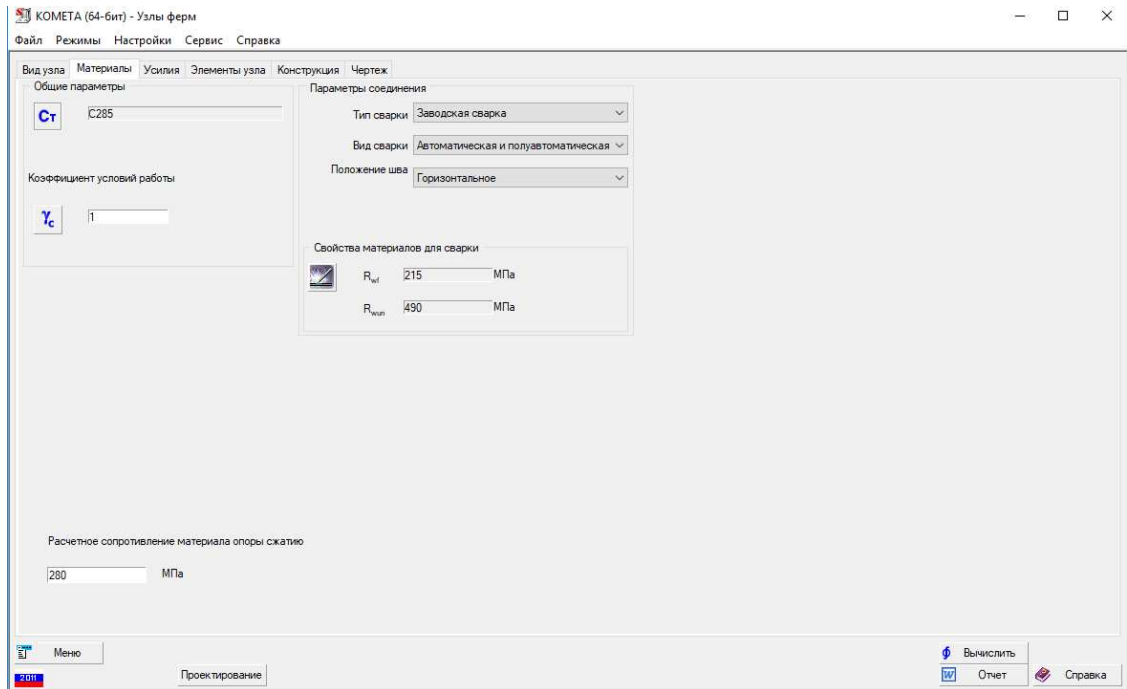 КОМЕТА (64-бит) - Узлы ферм
Файл Режимы Настройки Сервис Справка
Вид узла Материалы Усилия Элементы узла Конструкция Чертеж
Общие параметры
Ст С285
Коэффициент условий работы
γc 1
Параметры соединения
Тип сварки Заводская сварка
Вид сварки Автоматическая и полуавтоматическая
Положение шва Горизонтальное
Свойства материалов для сварки
Rwf 215 МПа
Rwun 490 МПа
Расчетное сопротивление материала опоры сжатию
280 МПа
Меню
Вычислить
2011
Проектирование
Отчет
Справка